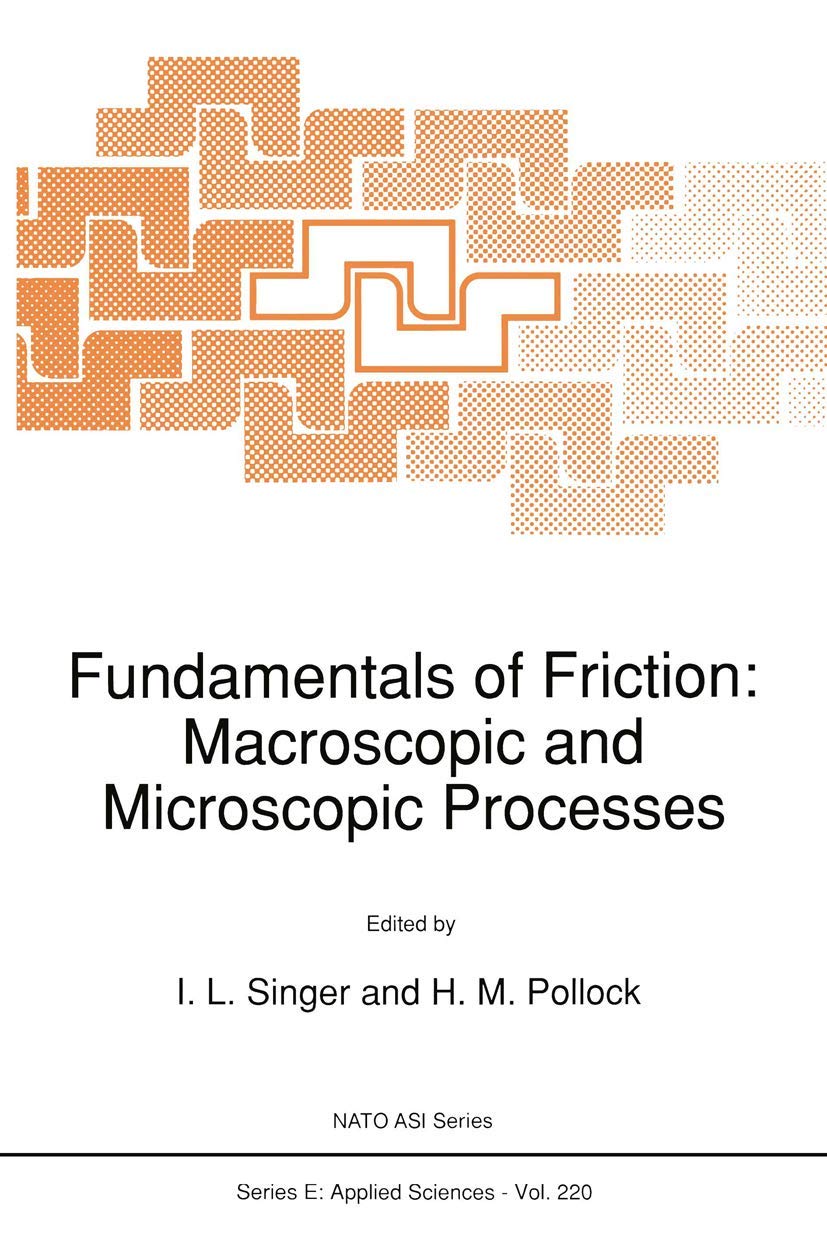 Fundamentals of Friction:
Macroscopic and
Microscopic Processes
Edited by
I. L. Singer and H. M. Pollock
NATO ASI Series
Series E: Applied Sciences - Vol. 220